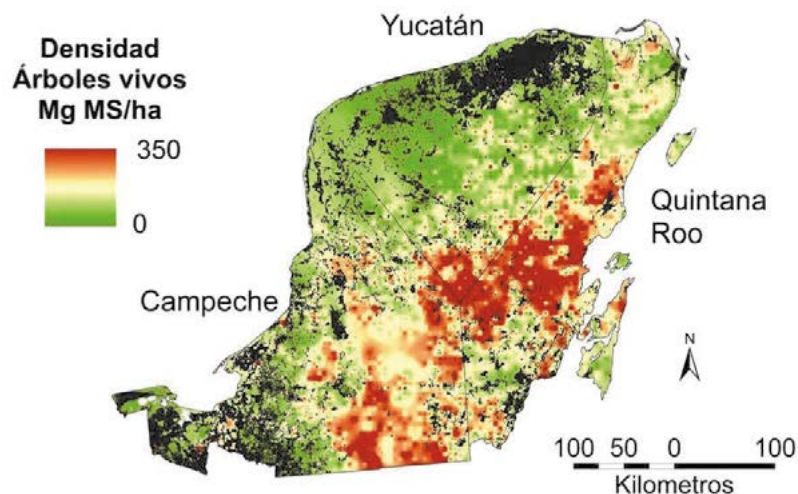 Yucatán
Densidad
Árboles vivos
Mg MS/ha
350
0
Quintana
Roo
Campeche
N
100 50 0 100
Kilometros